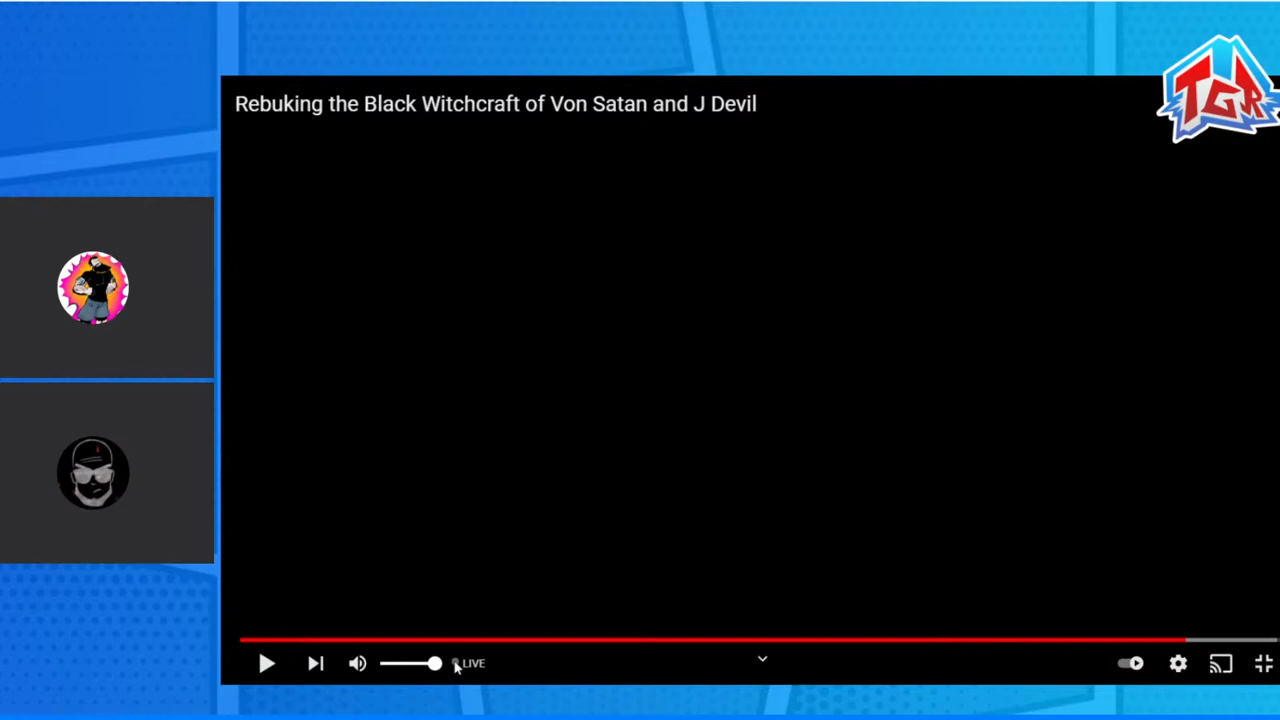 Rebuking the Black Witchcraft of Von Satan and J Devil
TGR
LIVE